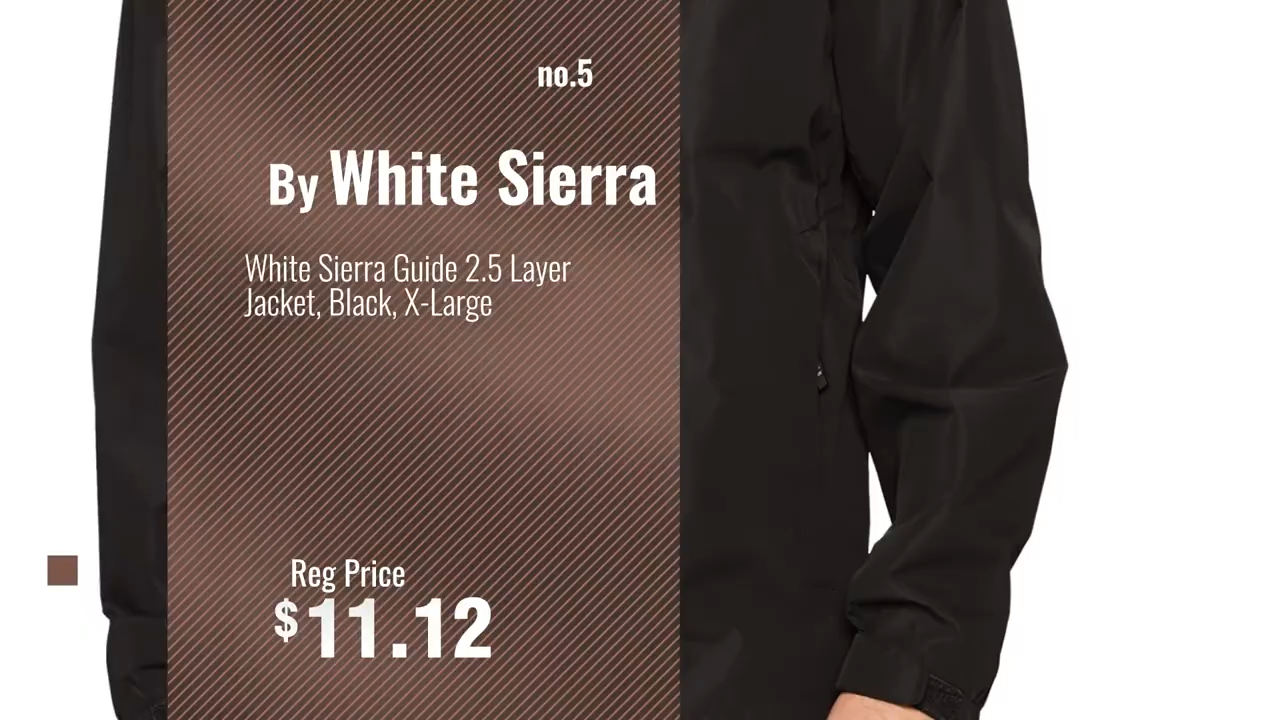 no.5
By White Sierra
White Sierra Guide 2.5 Layer
Jacket, Black, X-Large
Reg Price
$11.12